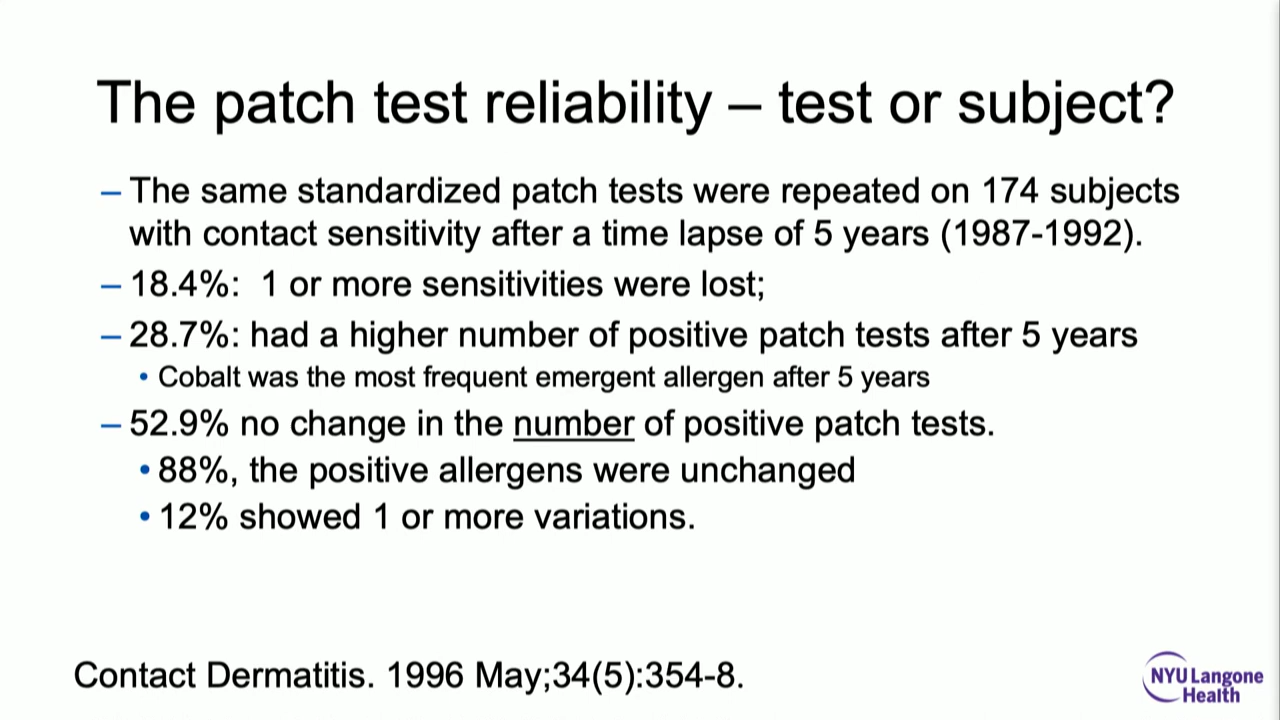 The patch test reliability – test or subject?
– The same standardized patch tests were repeated on 174 subjects
with contact sensitivity after a time lapse of 5 years (1987-1992).
– 18.4%:  1 or more sensitivities were lost;
– 28.7%: had a higher number of positive patch tests after 5 years
• Cobalt was the most frequent emergent allergen after 5 years
– 52.9% no change in the number of positive patch tests.
• 88%, the positive allergens were unchanged
• 12% showed 1 or more variations.
Contact Dermatitis. 1996 May;34(5):354-8.
NYU Langone
Health